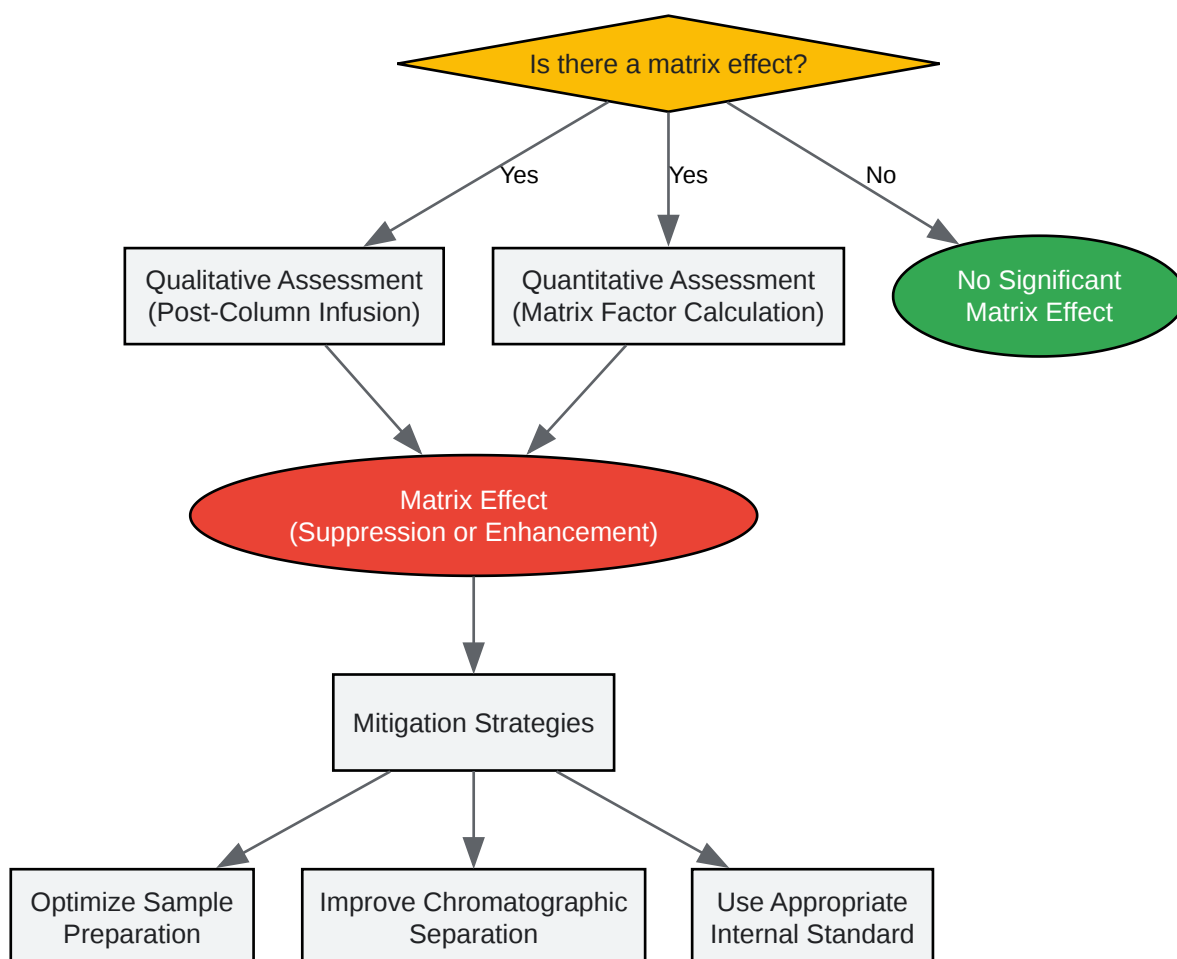 Is there a matrix effect?
Yes
Yes
No
Qualitative Assessment
(Post-Column Infusion)
Quantitative Assessment
(Matrix Factor Calculation)
No Significant
Matrix Effect
Matrix Effect
(Suppression or Enhancement)
Mitigation Strategies
Optimize Sample
Preparation
Improve Chromatographic
Separation
Use Appropriate
Internal Standard